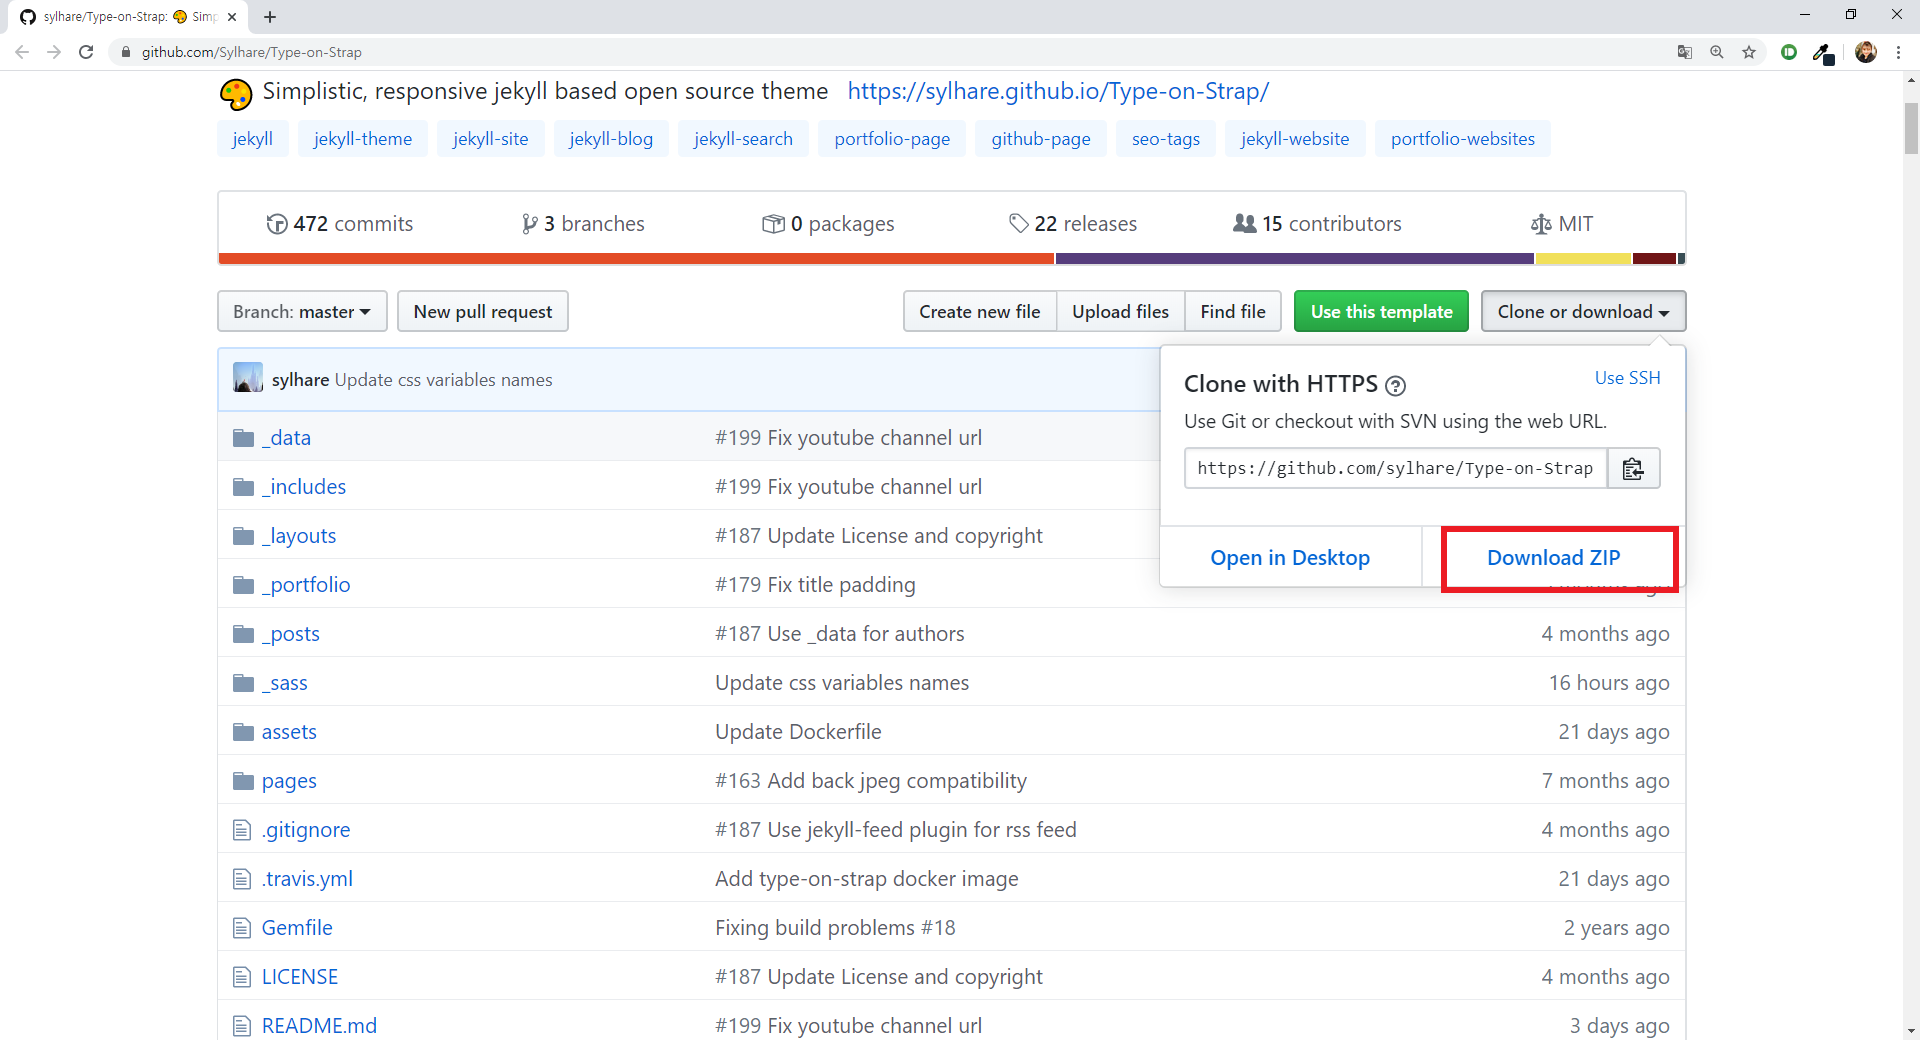 sylhare/Type-on-Strap: 🎨 Simp
github.com/Sylhare/Type-on-Strap
Simplistic, responsive jekyll based open source theme https://sylhare.github.io/Type-on-Strap/
jekyll jekyll-theme jekyll-site jekyll-blog jekyll-search portfolio-page github-page seo-tags jekyll-website portfolio-websites
472 commits 3 branches 0 packages 22 releases 15 contributors MIT
Branch: master New pull request Create new file Upload files Find file Use this template Clone or download
sylhare Update css variables names
Clone with HTTPS ? Use SSH
Use Git or checkout with SVN using the web URL.
https://github.com/sylhare/Type-on-Strap
Open in Desktop Download ZIP
_data #199 Fix youtube channel url
_includes #199 Fix youtube channel url
_layouts #187 Update License and copyright
_portfolio #179 Fix title padding
_posts #187 Use _data for authors 4 months ago
_sass Update css variables names 16 hours ago
assets Update Dockerfile 21 days ago
pages #163 Add back jpeg compatibility 7 months ago
.gitignore #187 Use jekyll-feed plugin for rss feed 4 months ago
.travis.yml Add type-on-strap docker image 21 days ago
Gemfile Fixing build problems #18 2 years ago
LICENSE #187 Update License and copyright 4 months ago
README.md #199 Fix youtube channel url 3 days ago